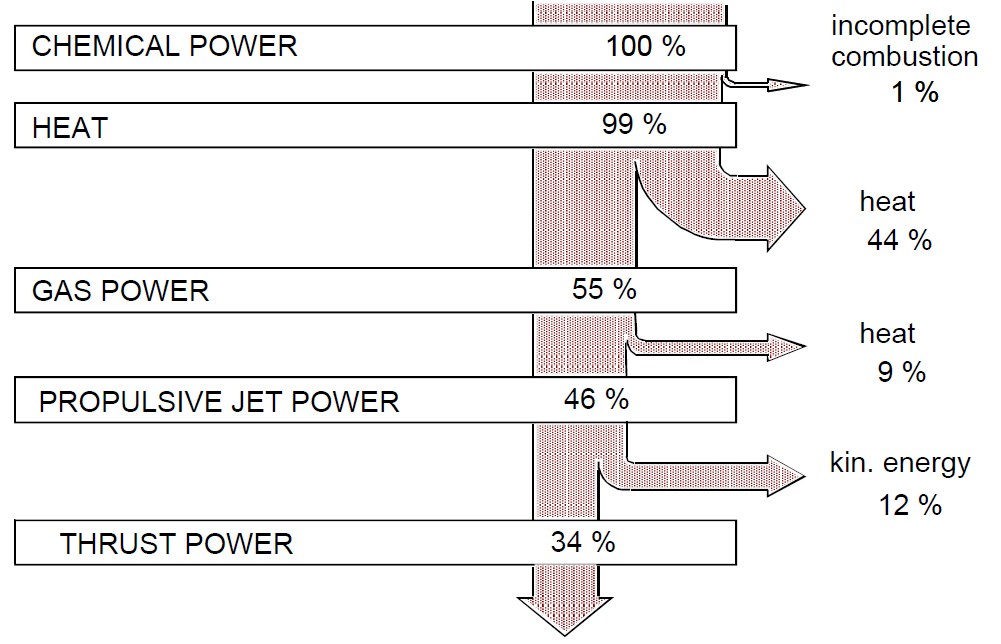 incomplete
combustion
1 %
CHEMICAL POWER 100 %
HEAT 99 %
heat
44 %
GAS POWER 55 %
heat
9 %
PROPULSIVE JET POWER 46 %
kin. energy
12 %
THRUST POWER 34 %